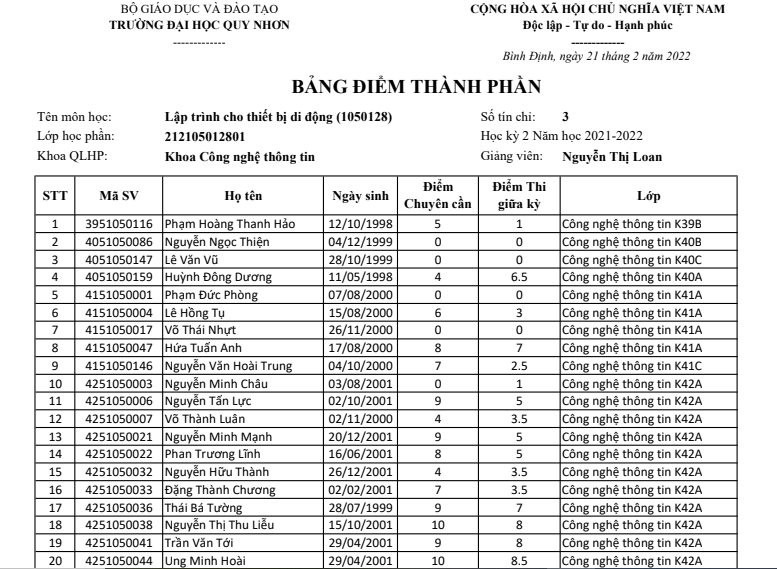 BỘ GIÁO DỤC VÀ ĐÀO TẠO CỘNG HÒA XÃ HỘI CHỦ NGHĨA VIỆT NAM
TRƯỜNG ĐẠI HỌC QUY NHƠN Độc lập - Tự do - Hạnh phúc
------------- -------------
Bình Định, ngày 21 tháng 2 năm 2022
BẢNG ĐIỂM THÀNH PHẦN
Tên môn học: Lập trình cho thiết bị di động (1050128) Số tín chỉ: 3
Lớp học phần: 212105012801 Học kỳ 2 Năm học 2021-2022
Khoa QLHP: Khoa Công nghệ thông tin Giảng viên: Nguyễn Thị Loan
STT Mã SV Họ tên Ngày sinh Điểm Chuyên cần Điểm Thi giữa kỳ Lớp
1 3951050116 Phạm Hoàng Thanh Hảo 12/10/1998 5 1 Công nghệ thông tin K39B
2 4051050086 Nguyễn Ngọc Thiện 04/12/1999 0 0 Công nghệ thông tin K40B
3 4051050147 Lê Văn Vũ 28/10/1999 0 0 Công nghệ thông tin K40C
4 4051050159 Huỳnh Đông Dương 11/05/1998 4 6.5 Công nghệ thông tin K40A
5 4151050001 Phạm Đức Phòng 07/08/2000 0 0 Công nghệ thông tin K41A
6 4151050004 Lê Hồng Tụ 15/08/2000 6 3 Công nghệ thông tin K41A
7 4151050017 Võ Thái Nhựt 26/11/2000 0 0 Công nghệ thông tin K41A
8 4151050047 Hứa Tuấn Anh 17/08/2000 8 7 Công nghệ thông tin K41A
9 4151050146 Nguyễn Văn Hoài Trung 04/10/2000 7 2.5 Công nghệ thông tin K41C
10 4251050003 Nguyễn Minh Châu 03/08/2001 0 1 Công nghệ thông tin K42A
11 4251050006 Nguyễn Tấn Lực 02/10/2001 9 5 Công nghệ thông tin K42A
12 4251050007 Võ Thành Luân 02/11/2000 4 3.5 Công nghệ thông tin K42A
13 4251050021 Nguyễn Minh Mạnh 20/12/2001 9 5 Công nghệ thông tin K42A
14 4251050022 Phan Trương Lĩnh 16/06/2001 8 5 Công nghệ thông tin K42A
15 4251050032 Nguyễn Hữu Thành 26/12/2001 4 3.5 Công nghệ thông tin K42A
16 4251050033 Đặng Thành Chương 02/02/2001 7 3.5 Công nghệ thông tin K42A
17 4251050036 Thái Bá Tường 28/07/1999 9 7 Công nghệ thông tin K42A
18 4251050038 Nguyễn Thị Thu Liễu 15/10/2001 10 8 Công nghệ thông tin K42A
19 4251050041 Trần Văn Tới 29/04/2001 9 8 Công nghệ thông tin K42A
20 4251050044 Ung Minh Hoài 29/04/2001 10 8.5 Công nghệ thông tin K42A